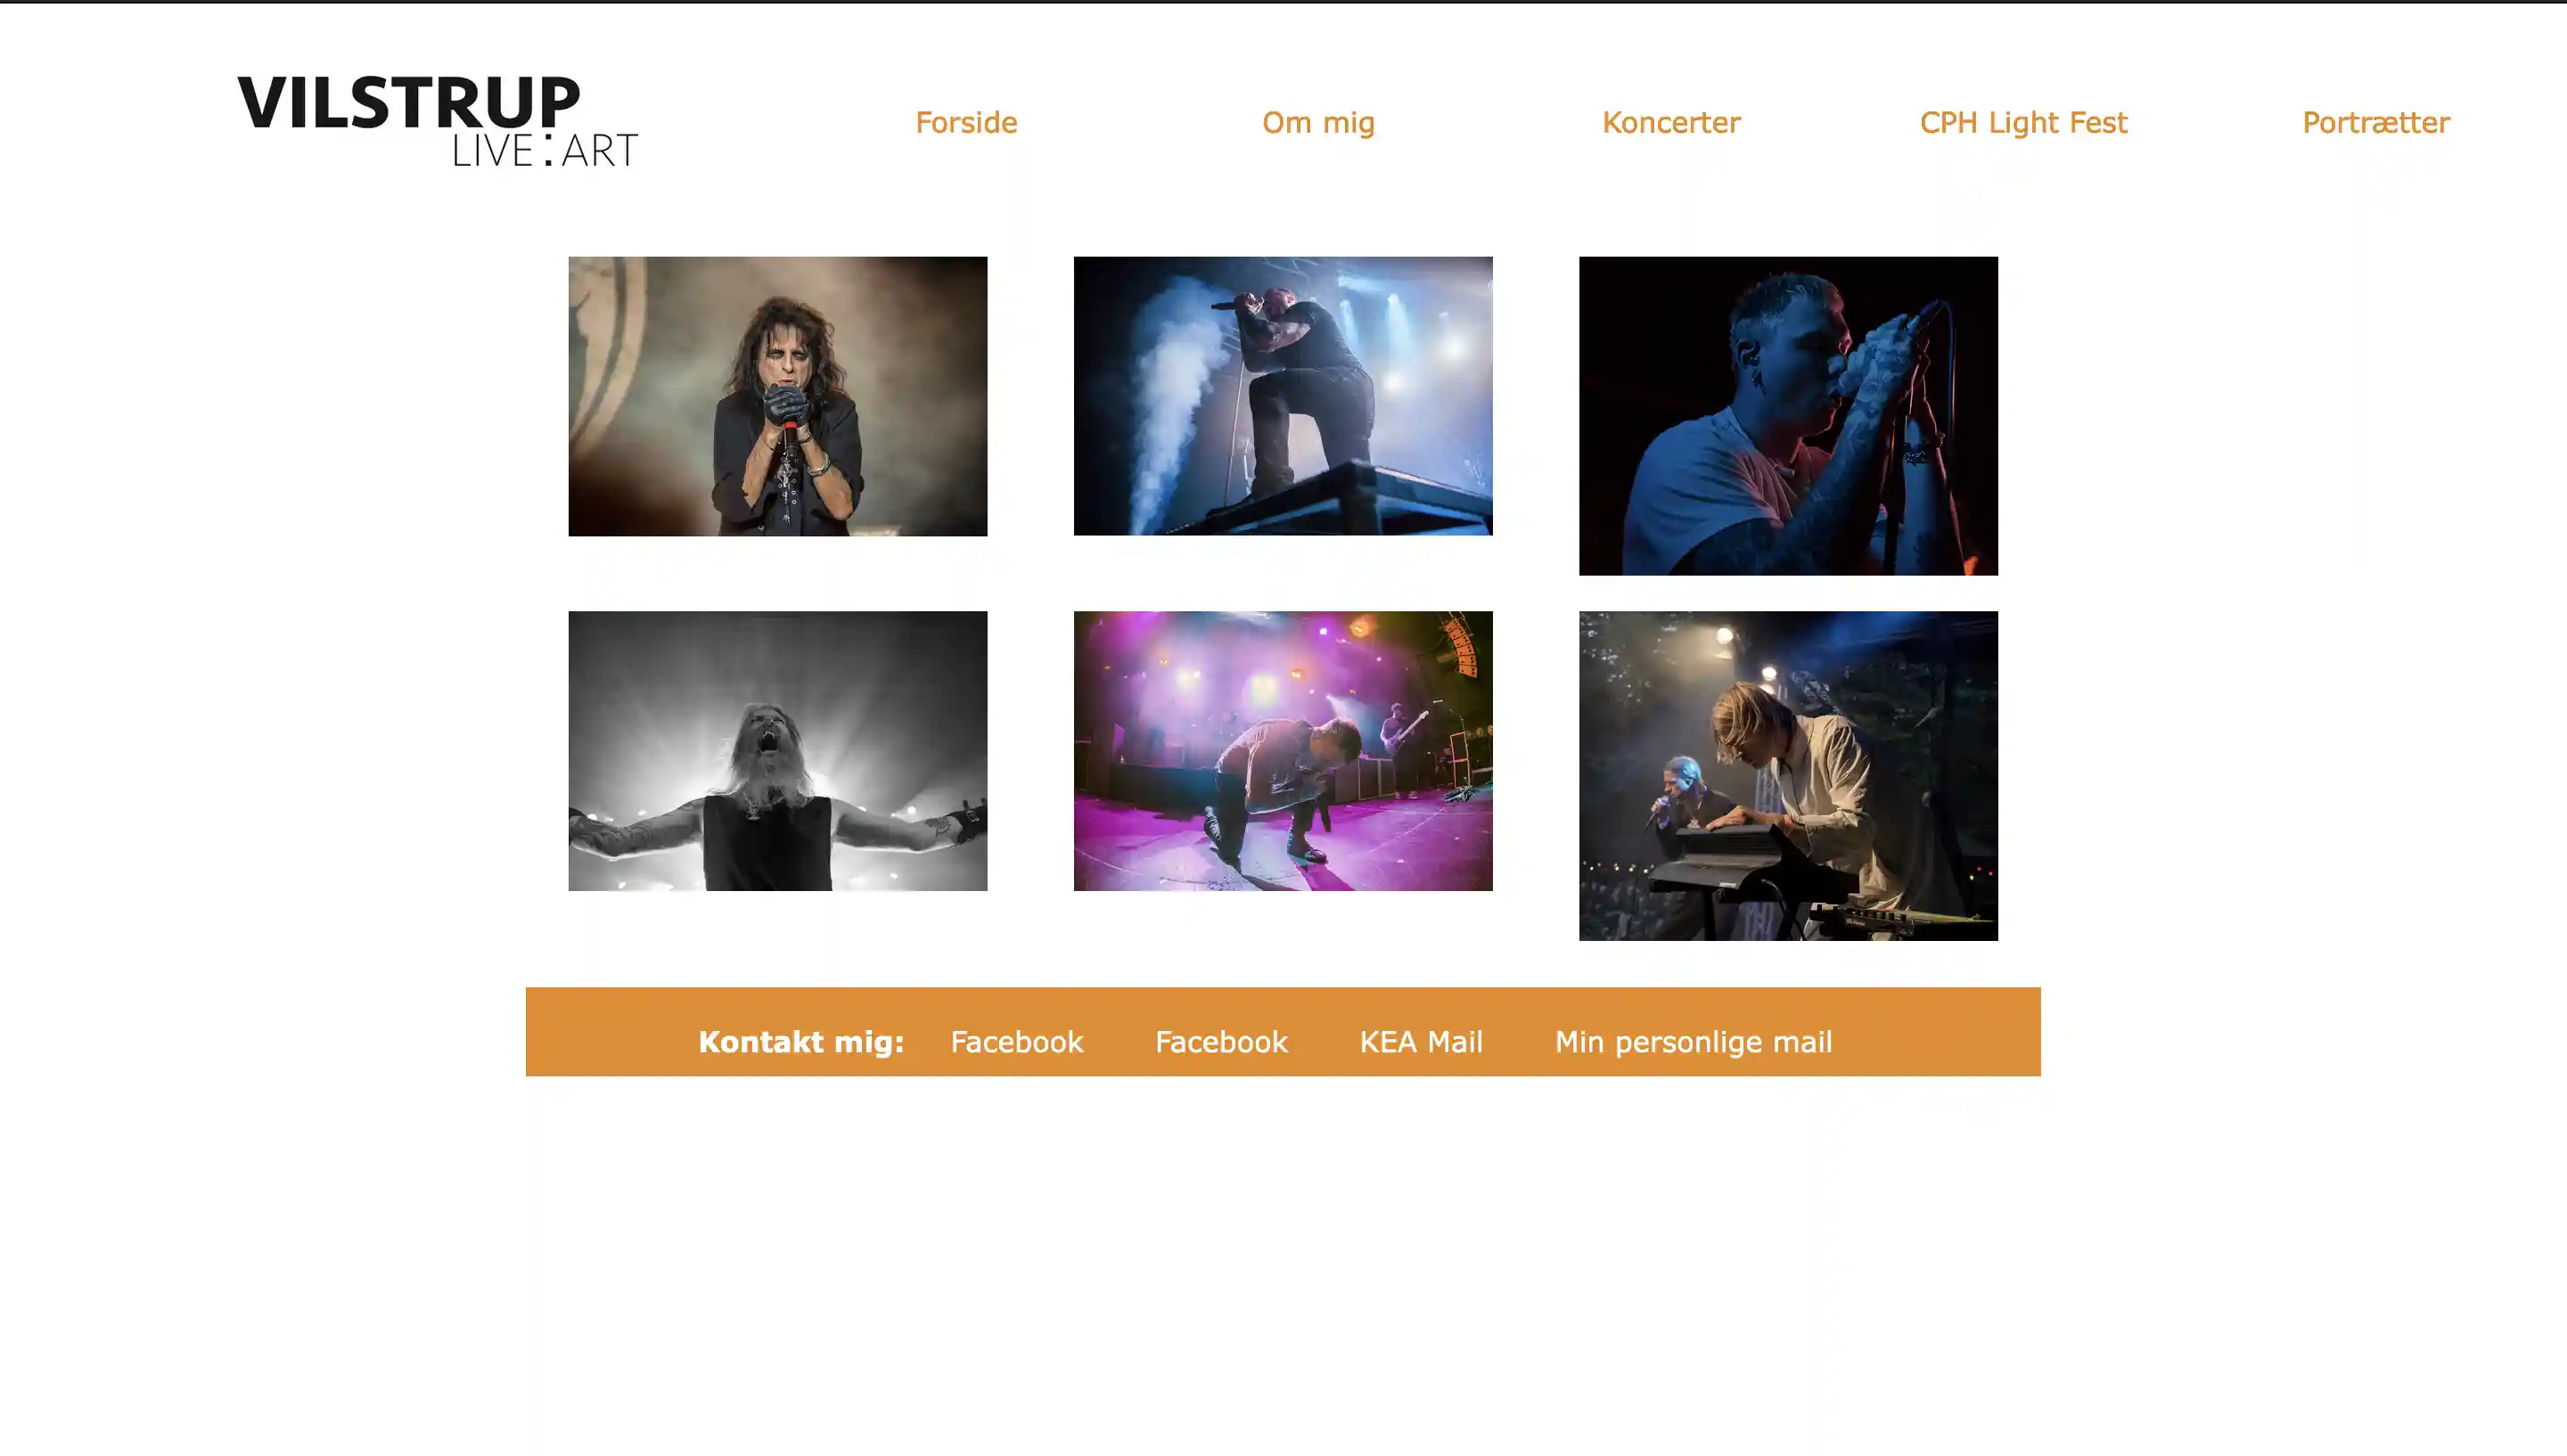 VILSTRUP
LIVE:ART
Forside Om mig Koncerter CPH Light Fest Portrætter
Kontakt mig: Facebook Facebook KEA Mail Min personlige mail